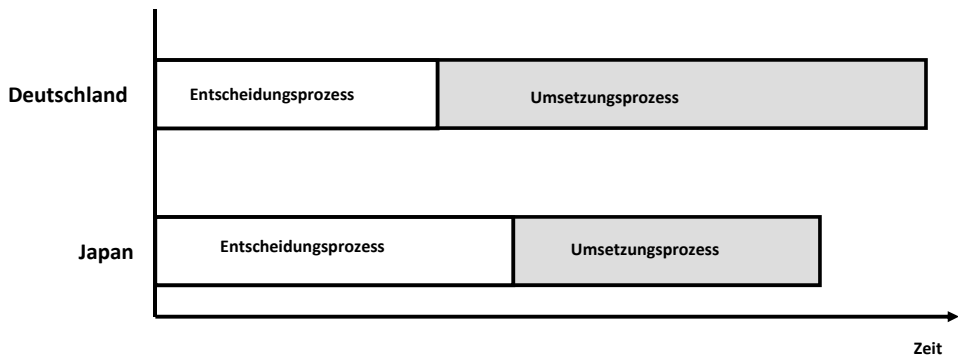 Deutschland
Entscheidungsprozess
Umsetzungsprozess
Japan
Entscheidungsprozess
Umsetzungsprozess
Zeit